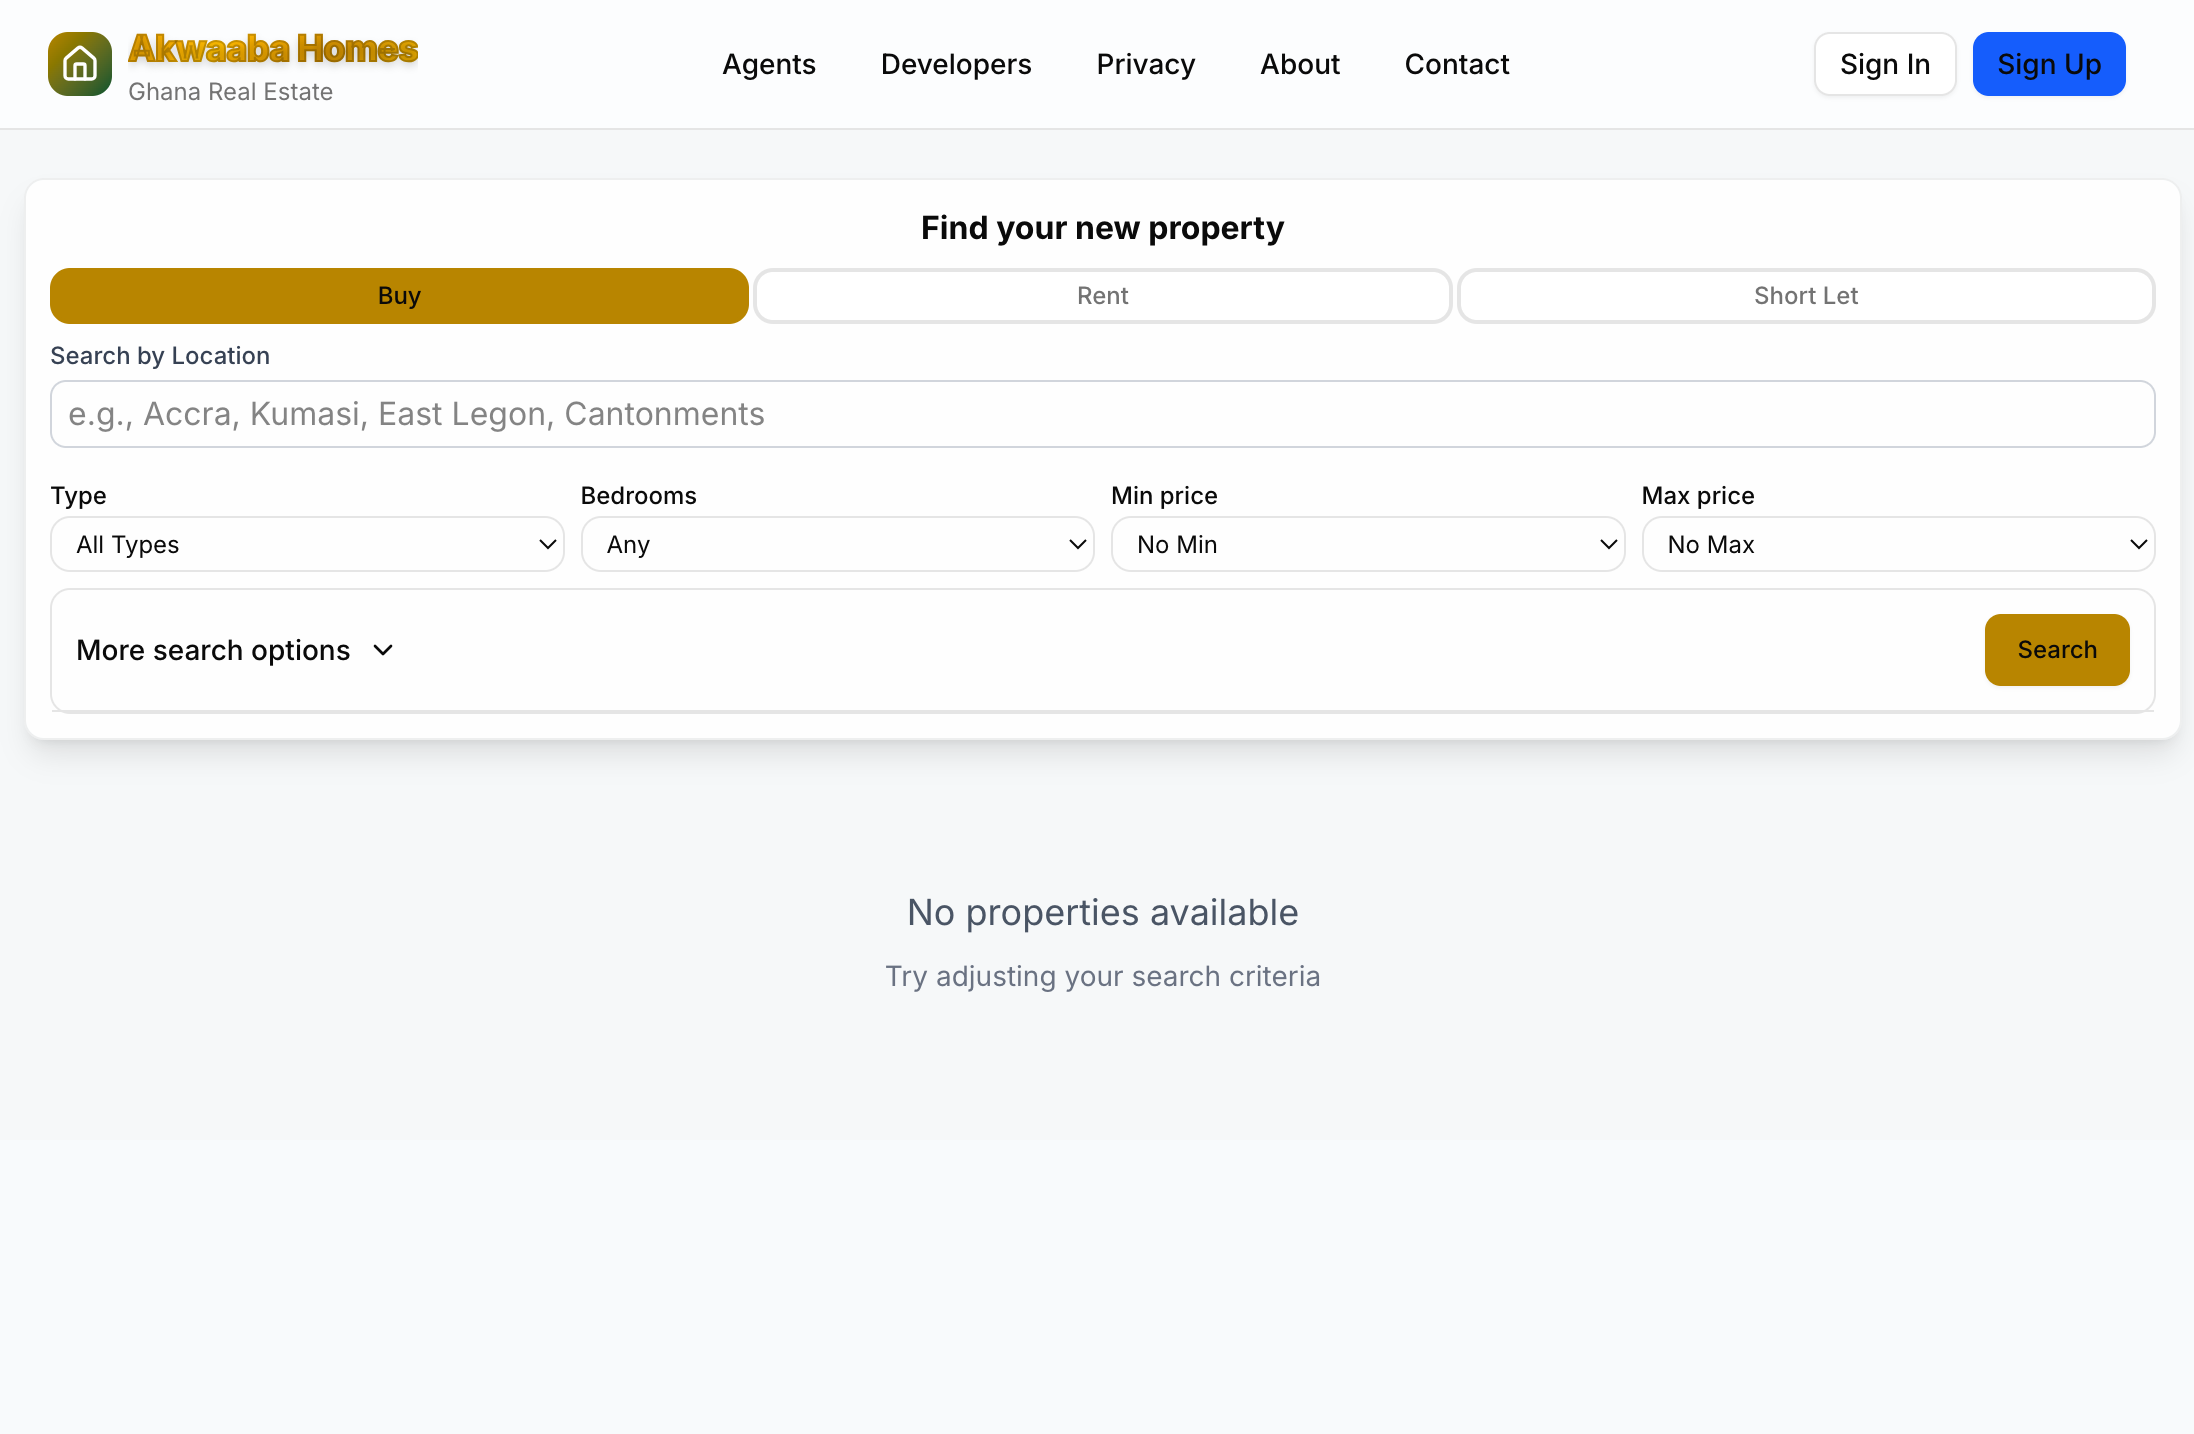 Akwaaba Homes
Ghana Real Estate
Agents
Developers
Privacy
About
Contact
Sign In
Sign Up
Find your new property
Buy
Rent
Short Let
Search by Location
e.g., Accra, Kumasi, East Legon, Cantonments
Type
Bedrooms
Min price
Max price
All Types
Any
No Min
No Max
More search options
Search
No properties available
Try adjusting your search criteria